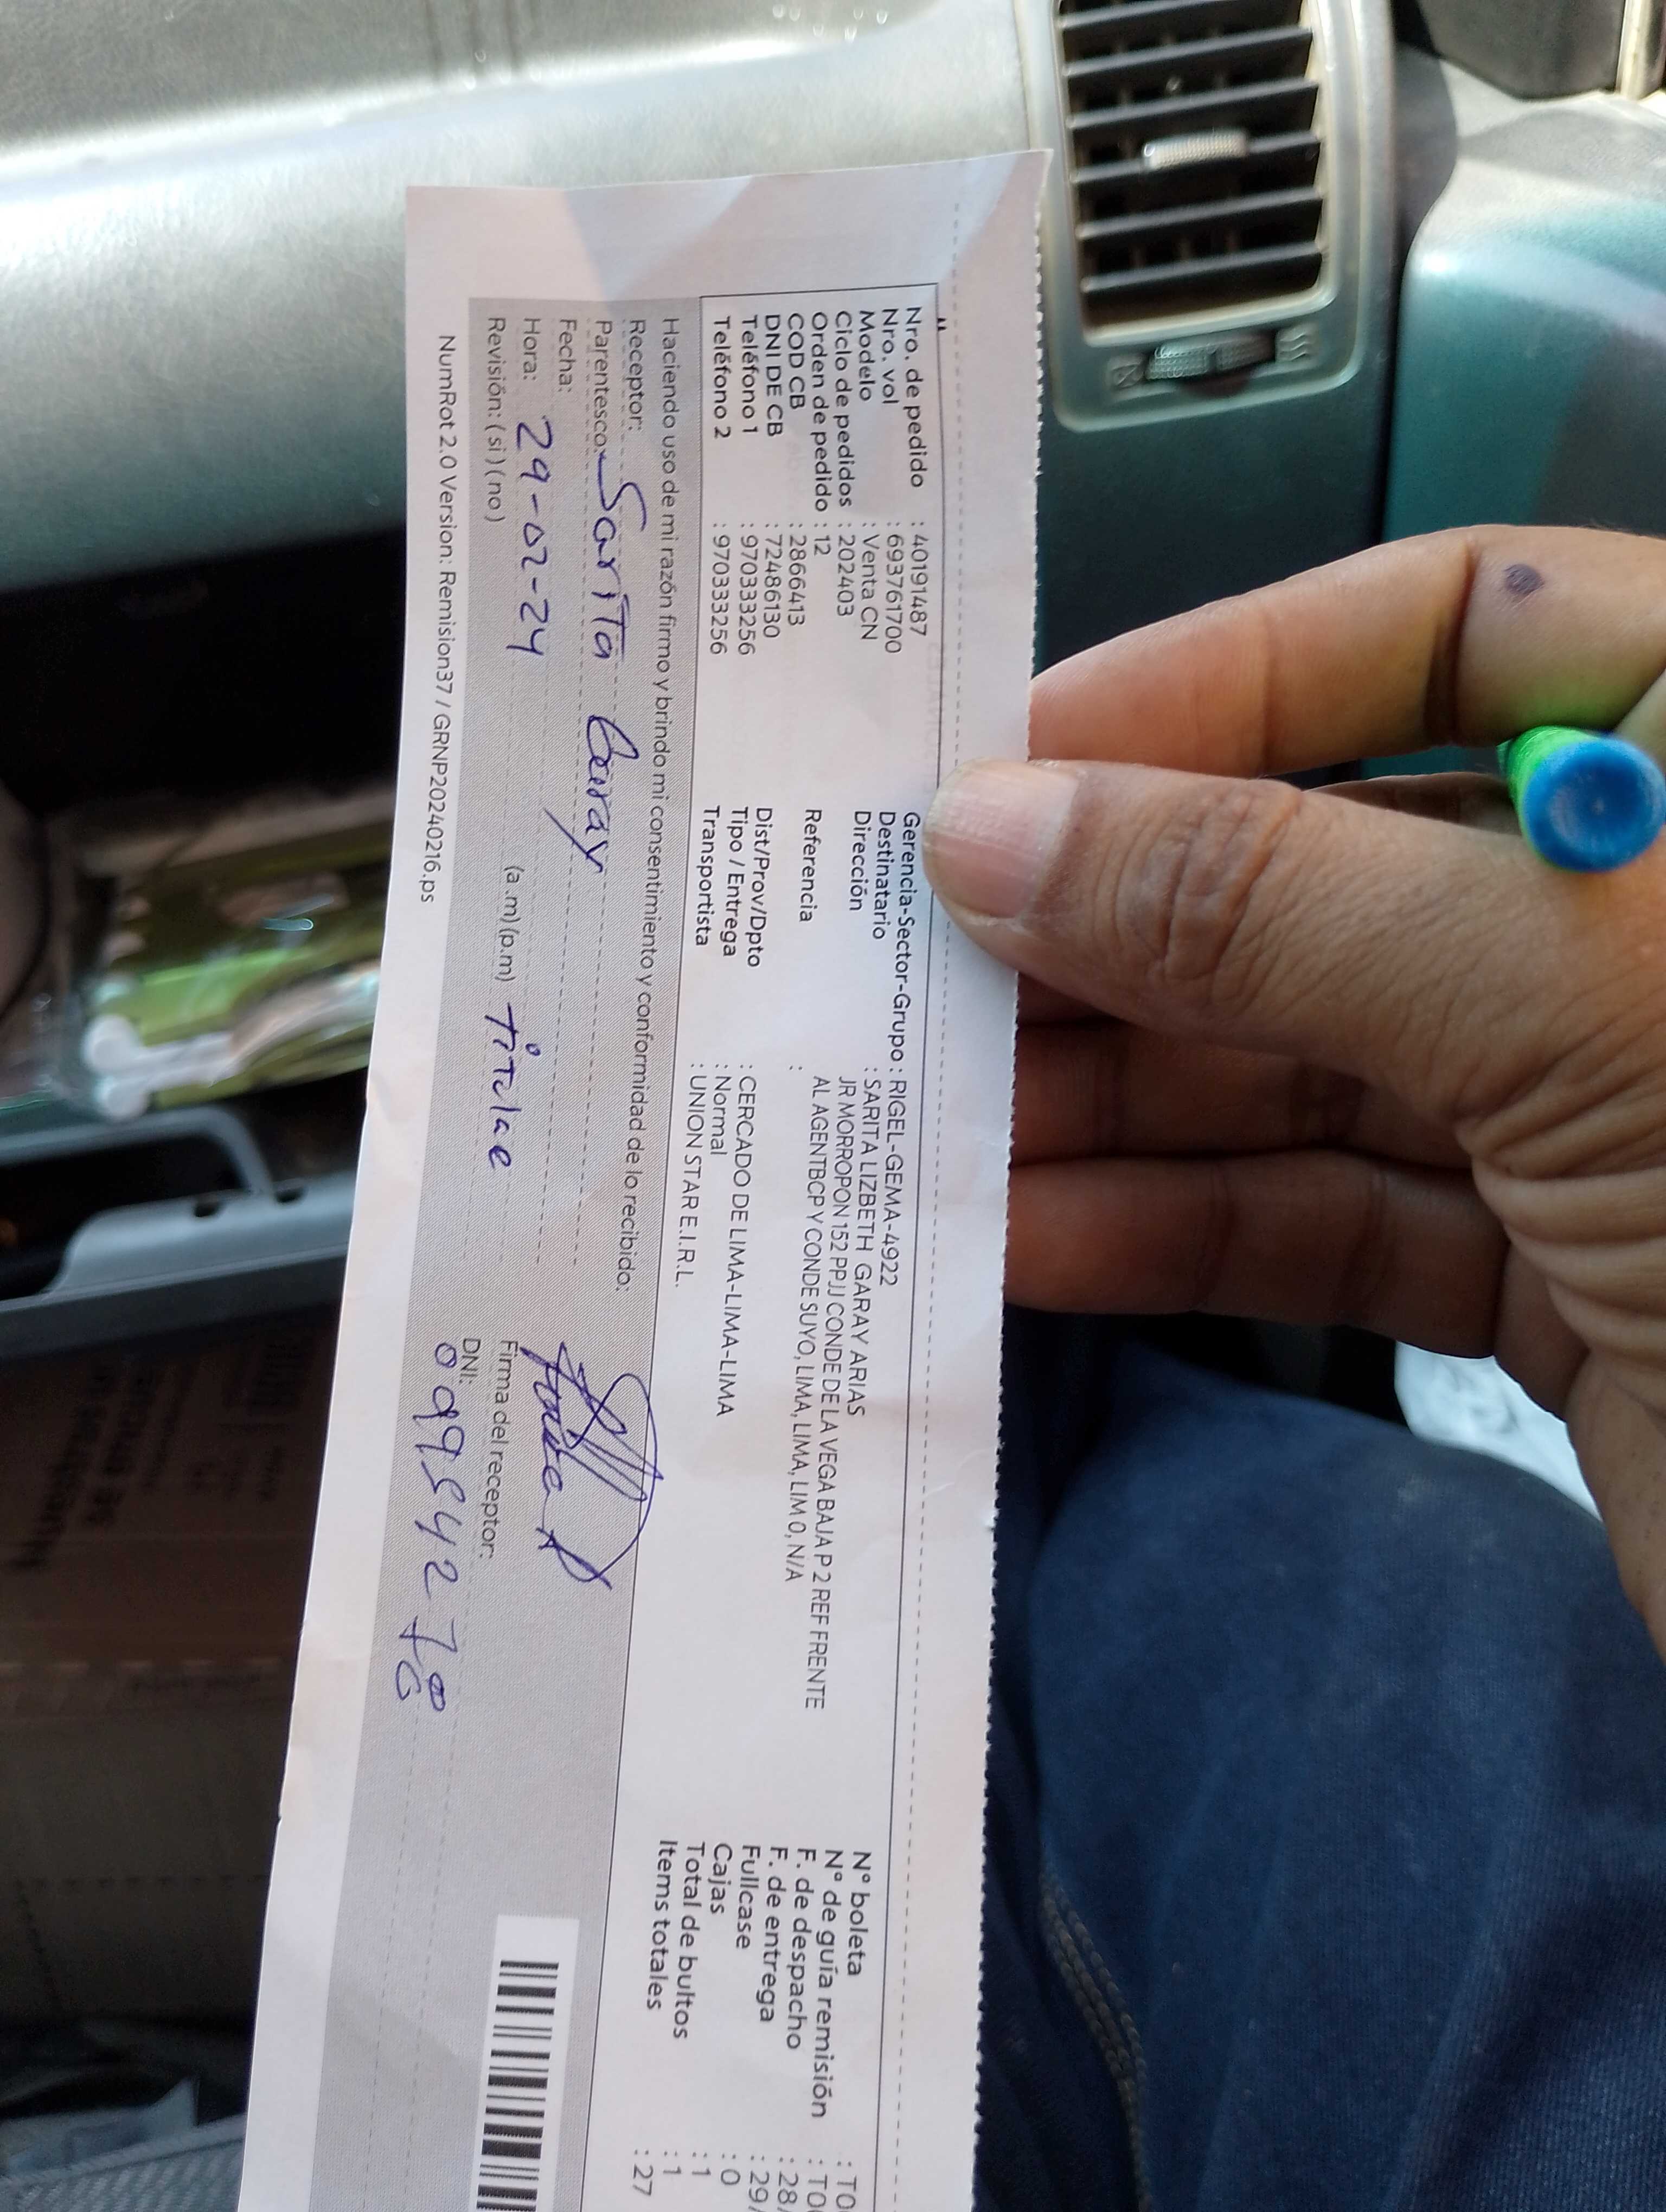 Nro. de pedido : 40191487
Nro. vol : 693761700
Modelo : Venta CN
Ciclo de pedidos : 202403
Orden de pedido : 12
COD CB : 2866413
DNI DE CB : 72486130
Teléfono 1 : 970333256
Teléfono 2 : 970333256
Gerencia-Sector-Grupo : RIGEL-GEMA-4922
Destinatario : SARITA LIZBETH GARAY ARIAS
Dirección JR MORROPON 152 PPJJ CONDE DE LA VEGA BAJA P 2 REF FRENTE
AL AGENTBCP Y CONDE SUYO, LIMA, LIMA, LIM 0, N/A
Referencia :
Dist/Prov/Dpto : CERCADO DE LIMA-LIMA-LIMA
Tipo / Entrega : Normal
Transportista : UNION STAR E.I.R.L.
N° boleta : T0
N° de guía remisión : T0
F. de despacho : 28/
F. de entrega : 29/
Fullcase : 0
Cajas : 1
Total de bultos : 1
Items totales : 27
Haciendo uso de mi razón firmo y brindo mi consentimiento y conformidad de lo recibido:
Receptor:
Parentesco: Sarita Garay
Fecha:
Hora: 29-02-24 (a.m) (p.m) Titular
Revisión: ( si ) ( no )
Firma del receptor:
DNI:
NumRot 2.0 Version: Remision37 / GRNP20240216.ps